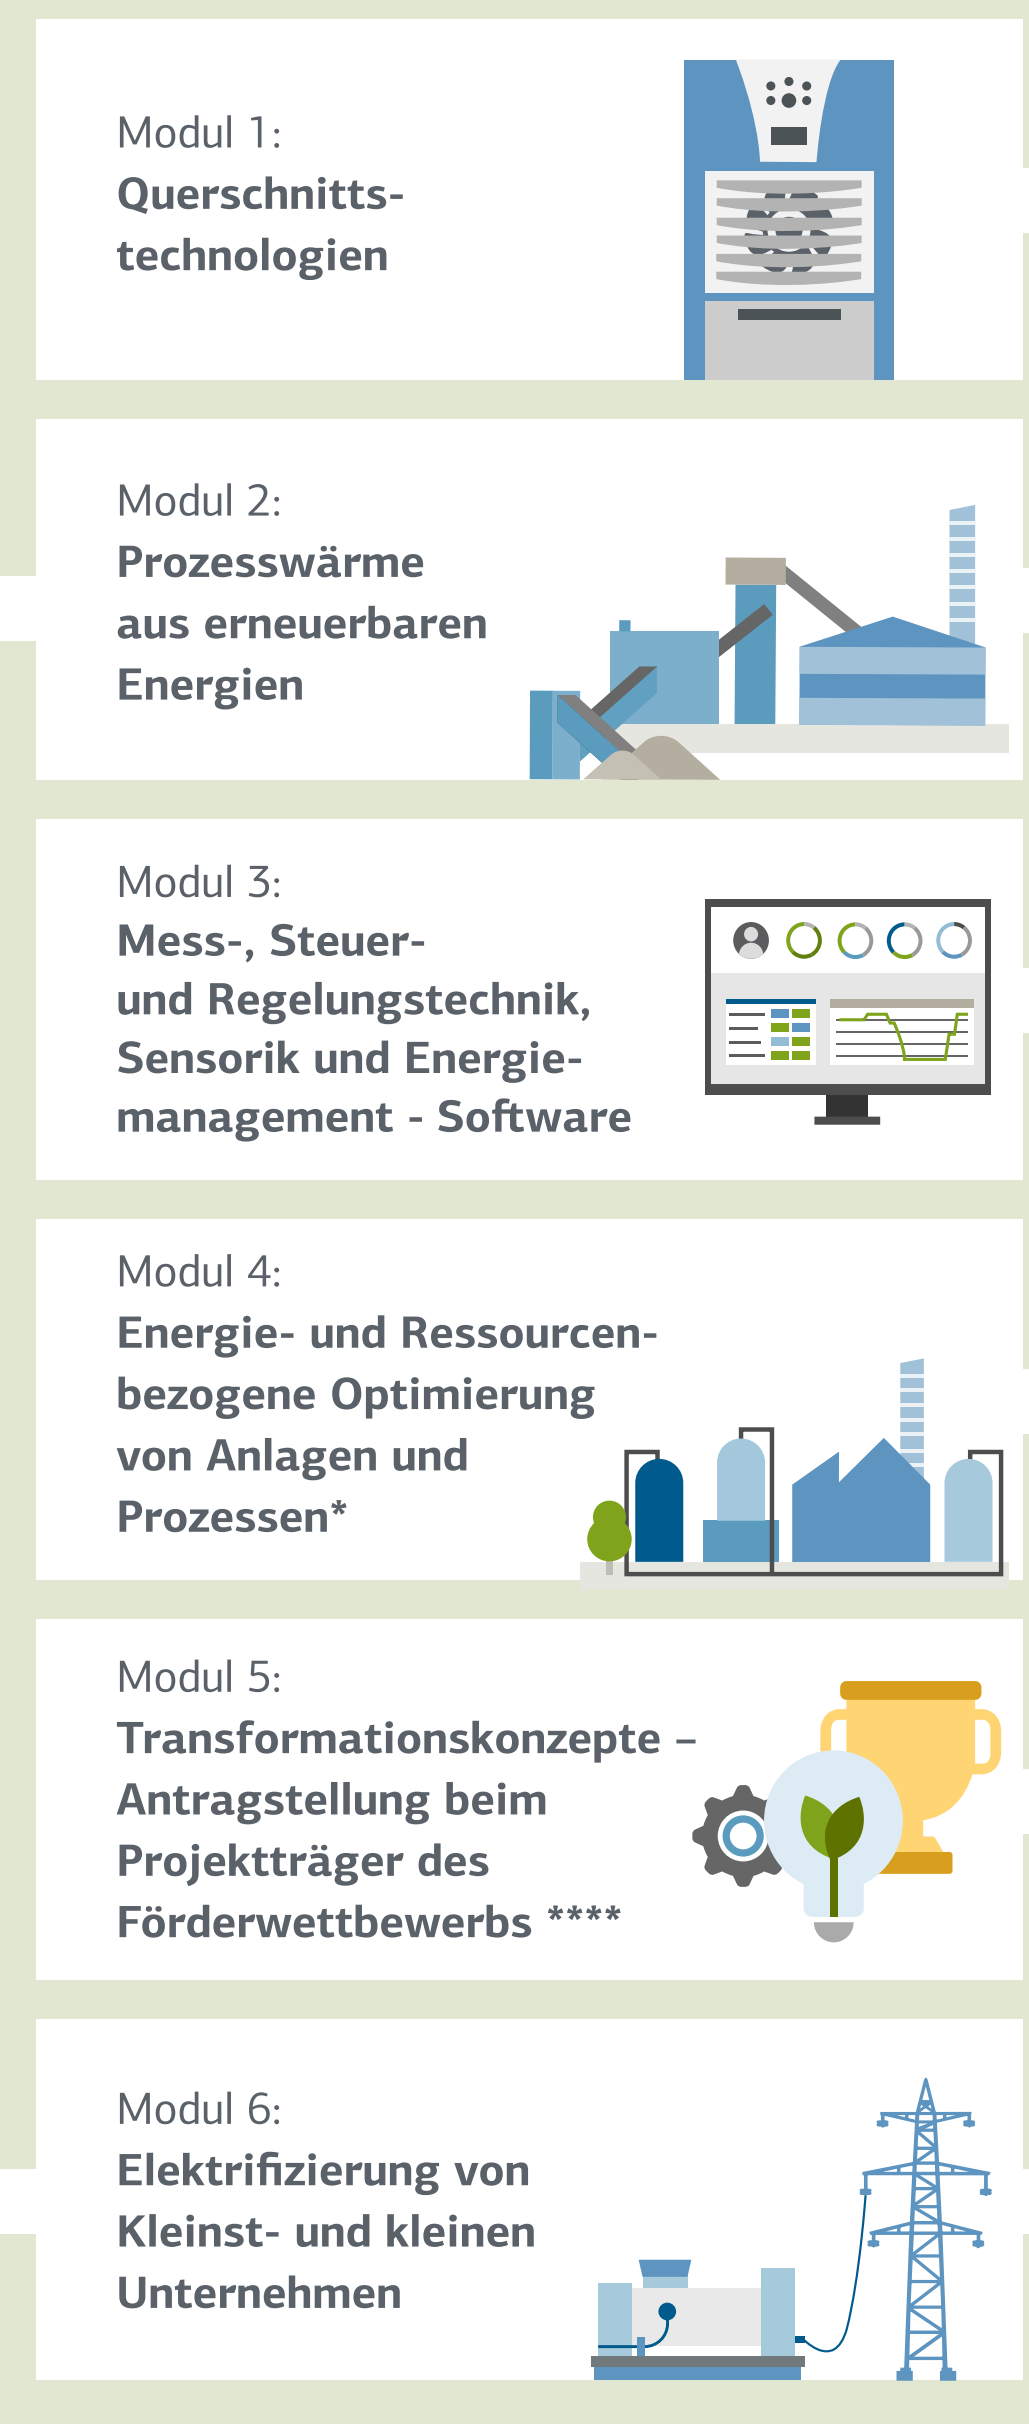 Modul 1:
Querschnitts-
technologien
Modul 2:
Prozesswärme
aus erneuerbaren
Energien
Modul 3:
Mess-, Steuer-
und Regelungstechnik,
Sensorik und Energie-
management - Software
Modul 4:
Energie- und Ressourcen-
bezogene Optimierung
von Anlagen und
Prozessen*
Modul 5:
Transformationskonzepte –
Antragstellung beim
Projektträger des
Förderwettbewerbs ****
Modul 6:
Elektrifizierung von
Kleinst- und kleinen
Unternehmen